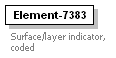 Element-7383
Surface/layer indicator,
coded